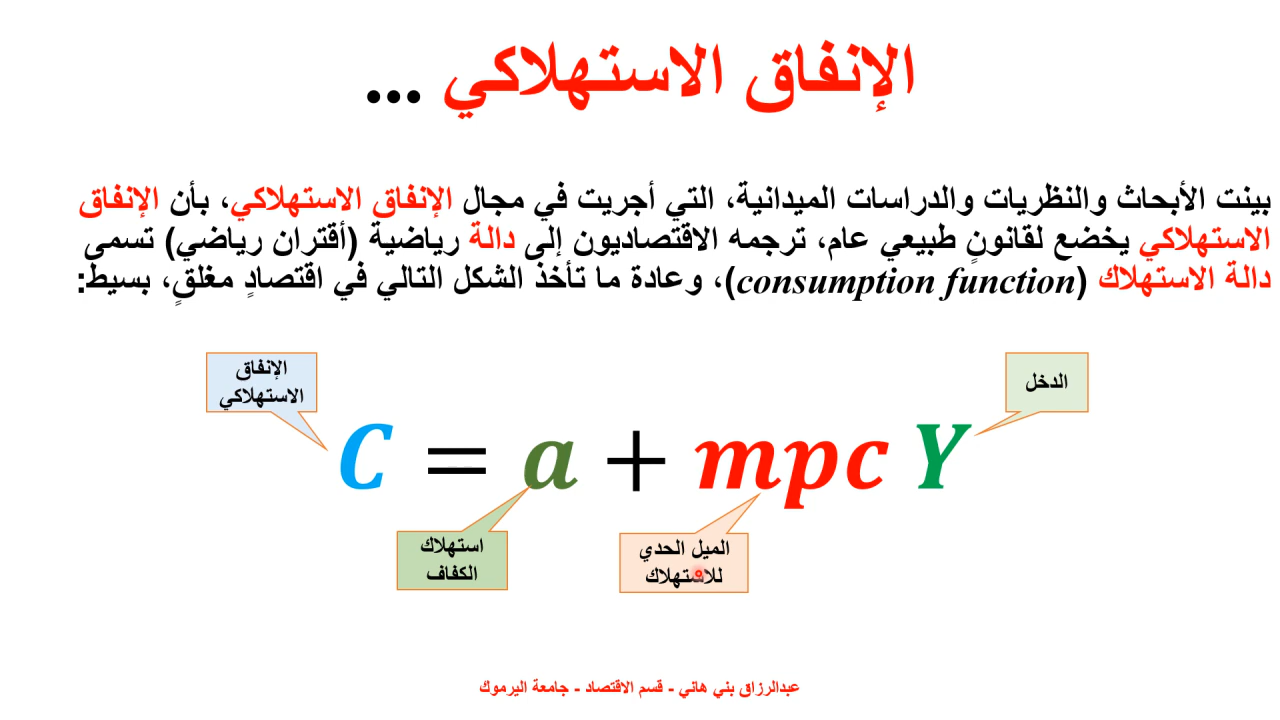 الإنفاق الاستهلاكي ...
بينت الأبحاث والنظريات والدراسات الميدانية، التي أجريت في مجال الإنفاق الاستهلاكي، بأن الإنفاق
الاستهلاكي يخضع لقانونٍ طبيعي عام، ترجمه الاقتصاديون إلى دالة رياضية (أقتران رياضي) تسمى
دالة الاستهلاك (consumption function)، وعادة ما تأخذ الشكل التالي في اقتصادٍ مغلقٍ، بسيط:
الإنفاق
الاستهلاكي
الدخل
C = a + mpc Y
استهلاك
الكفاف
الميل الحدي
للاستهلاك
عبدالرزاق بني هاني - قسم الاقتصاد - جامعة اليرموك